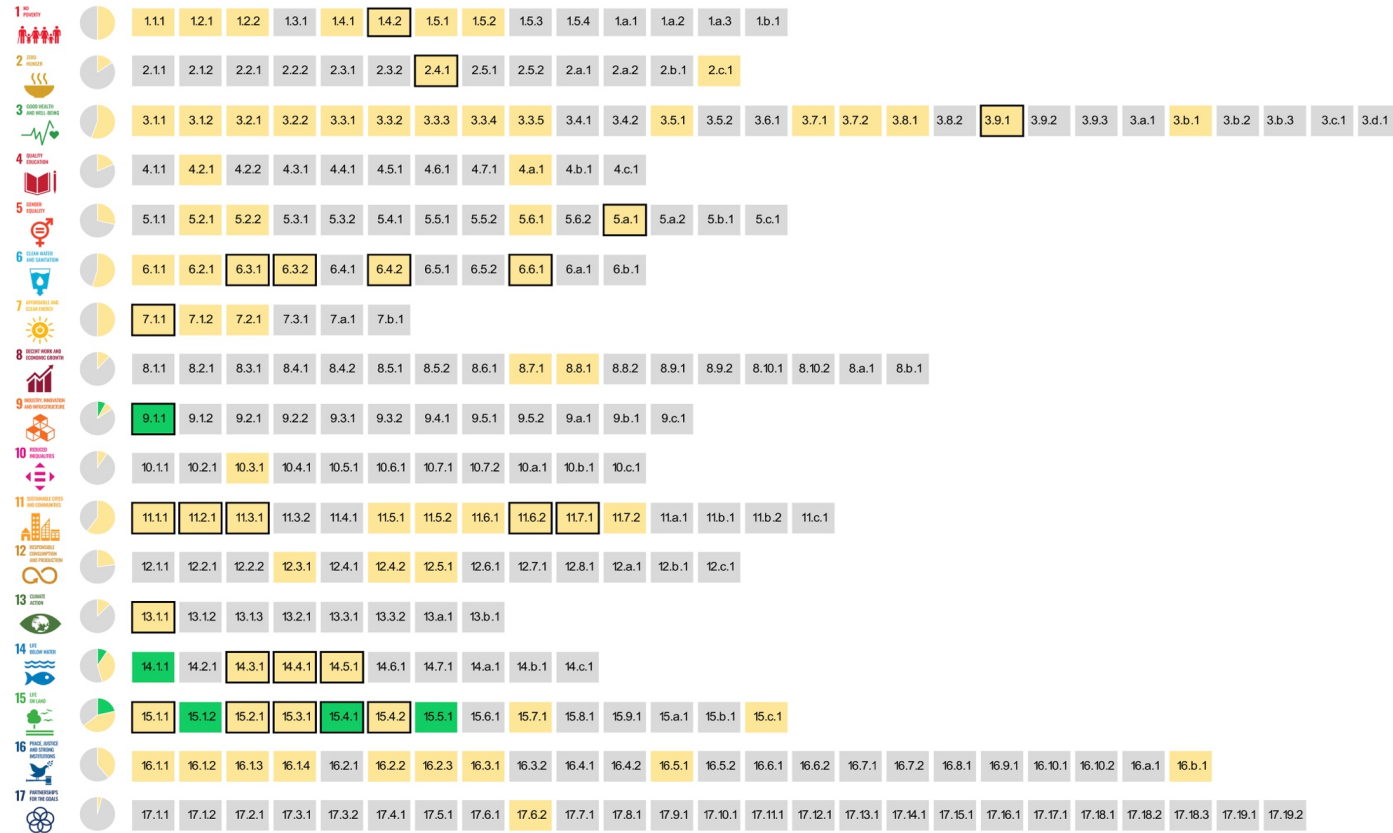 1 NO POVERTY
1.1.1 1.2.1 1.2.2 1.3.1 1.4.1 1.4.2 1.5.1 1.5.2 1.5.3 1.5.4 1.a.1 1.a.2 1.a.3 1.b.1
2 ZERO HUNGER
2.1.1 2.1.2 2.2.1 2.2.2 2.3.1 2.3.2 2.4.1 2.5.1 2.5.2 2.a.1 2.a.2 2.b.1 2.c.1
3 GOOD HEALTH AND WELL-BEING
3.1.1 3.1.2 3.2.1 3.2.2 3.3.1 3.3.2 3.3.3 3.3.4 3.3.5 3.4.1 3.4.2 3.5.1 3.5.2 3.6.1 3.7.1 3.7.2 3.8.1 3.8.2 3.9.1 3.9.2 3.9.3 3.a.1 3.b.1 3.b.2 3.b.3 3.c.1 3.d.1
4 QUALITY EDUCATION
4.1.1 4.2.1 4.2.2 4.3.1 4.4.1 4.5.1 4.6.1 4.7.1 4.a.1 4.b.1 4.c.1
5 GENDER EQUALITY
5.1.1 5.2.1 5.2.2 5.3.1 5.3.2 5.4.1 5.5.1 5.5.2 5.6.1 5.6.2 5.a.1 5.a.2 5.b.1 5.c.1
6 CLEAN WATER AND SANITATION
6.1.1 6.2.1 6.3.1 6.3.2 6.4.1 6.4.2 6.5.1 6.5.2 6.6.1 6.a.1 6.b.1
7 AFFORDABLE AND CLEAN ENERGY
7.1.1 7.1.2 7.2.1 7.3.1 7.a.1 7.b.1
8 DECENT WORK AND ECONOMIC GROWTH
8.1.1 8.2.1 8.3.1 8.4.1 8.4.2 8.5.1 8.5.2 8.6.1 8.7.1 8.8.1 8.8.2 8.9.1 8.9.2 8.10.1 8.10.2 8.a.1 8.b.1
9 INDUSTRY, INNOVATION AND INFRASTRUCTURE
9.1.1 9.1.2 9.2.1 9.2.2 9.3.1 9.3.2 9.4.1 9.5.1 9.5.2 9.a.1 9.b.1 9.c.1
10 REDUCED INEQUALITIES
10.1.1 10.2.1 10.3.1 10.4.1 10.5.1 10.6.1 10.7.1 10.7.2 10.a.1 10.b.1 10.c.1
11 SUSTAINABLE CITIES AND COMMUNITIES
11.1.1 11.2.1 11.3.1 11.3.2 11.4.1 11.5.1 11.5.2 11.6.1 11.6.2 11.7.1 11.7.2 11.a.1 11.b.1 11.b.2 11.c.1
12 RESPONSIBLE CONSUMPTION AND PRODUCTION
12.1.1 12.2.1 12.2.2 12.3.1 12.4.1 12.4.2 12.5.1 12.6.1 12.7.1 12.8.1 12.a.1 12.b.1 12.c.1
13 CLIMATE ACTION
13.1.1 13.1.2 13.1.3 13.2.1 13.3.1 13.3.2 13.a.1 13.b.1
14 LIFE BELOW WATER
14.1.1 14.2.1 14.3.1 14.4.1 14.5.1 14.6.1 14.7.1 14.a.1 14.b.1 14.c.1
15 LIFE ON LAND
15.1.1 15.1.2 15.2.1 15.3.1 15.4.1 15.4.2 15.5.1 15.6.1 15.7.1 15.8.1 15.9.1 15.a.1 15.b.1 15.c.1
16 PEACE, JUSTICE AND STRONG INSTITUTIONS
16.1.1 16.1.2 16.1.3 16.1.4 16.2.1 16.2.2 16.2.3 16.3.1 16.3.2 16.4.1 16.4.2 16.5.1 16.5.2 16.6.1 16.6.2 16.7.1 16.7.2 16.8.1 16.9.1 16.10.1 16.10.2 16.a.1 16.b.1
17 PARTNERSHIPS FOR THE GOALS
17.1.1 17.1.2 17.2.1 17.3.1 17.3.2 17.4.1 17.5.1 17.6.1 17.6.2 17.7.1 17.8.1 17.9.1 17.10.1 17.11.1 17.12.1 17.13.1 17.14.1 17.15.1 17.16.1 17.17.1 17.18.1 17.18.2 17.18.3 17.19.1 17.19.2